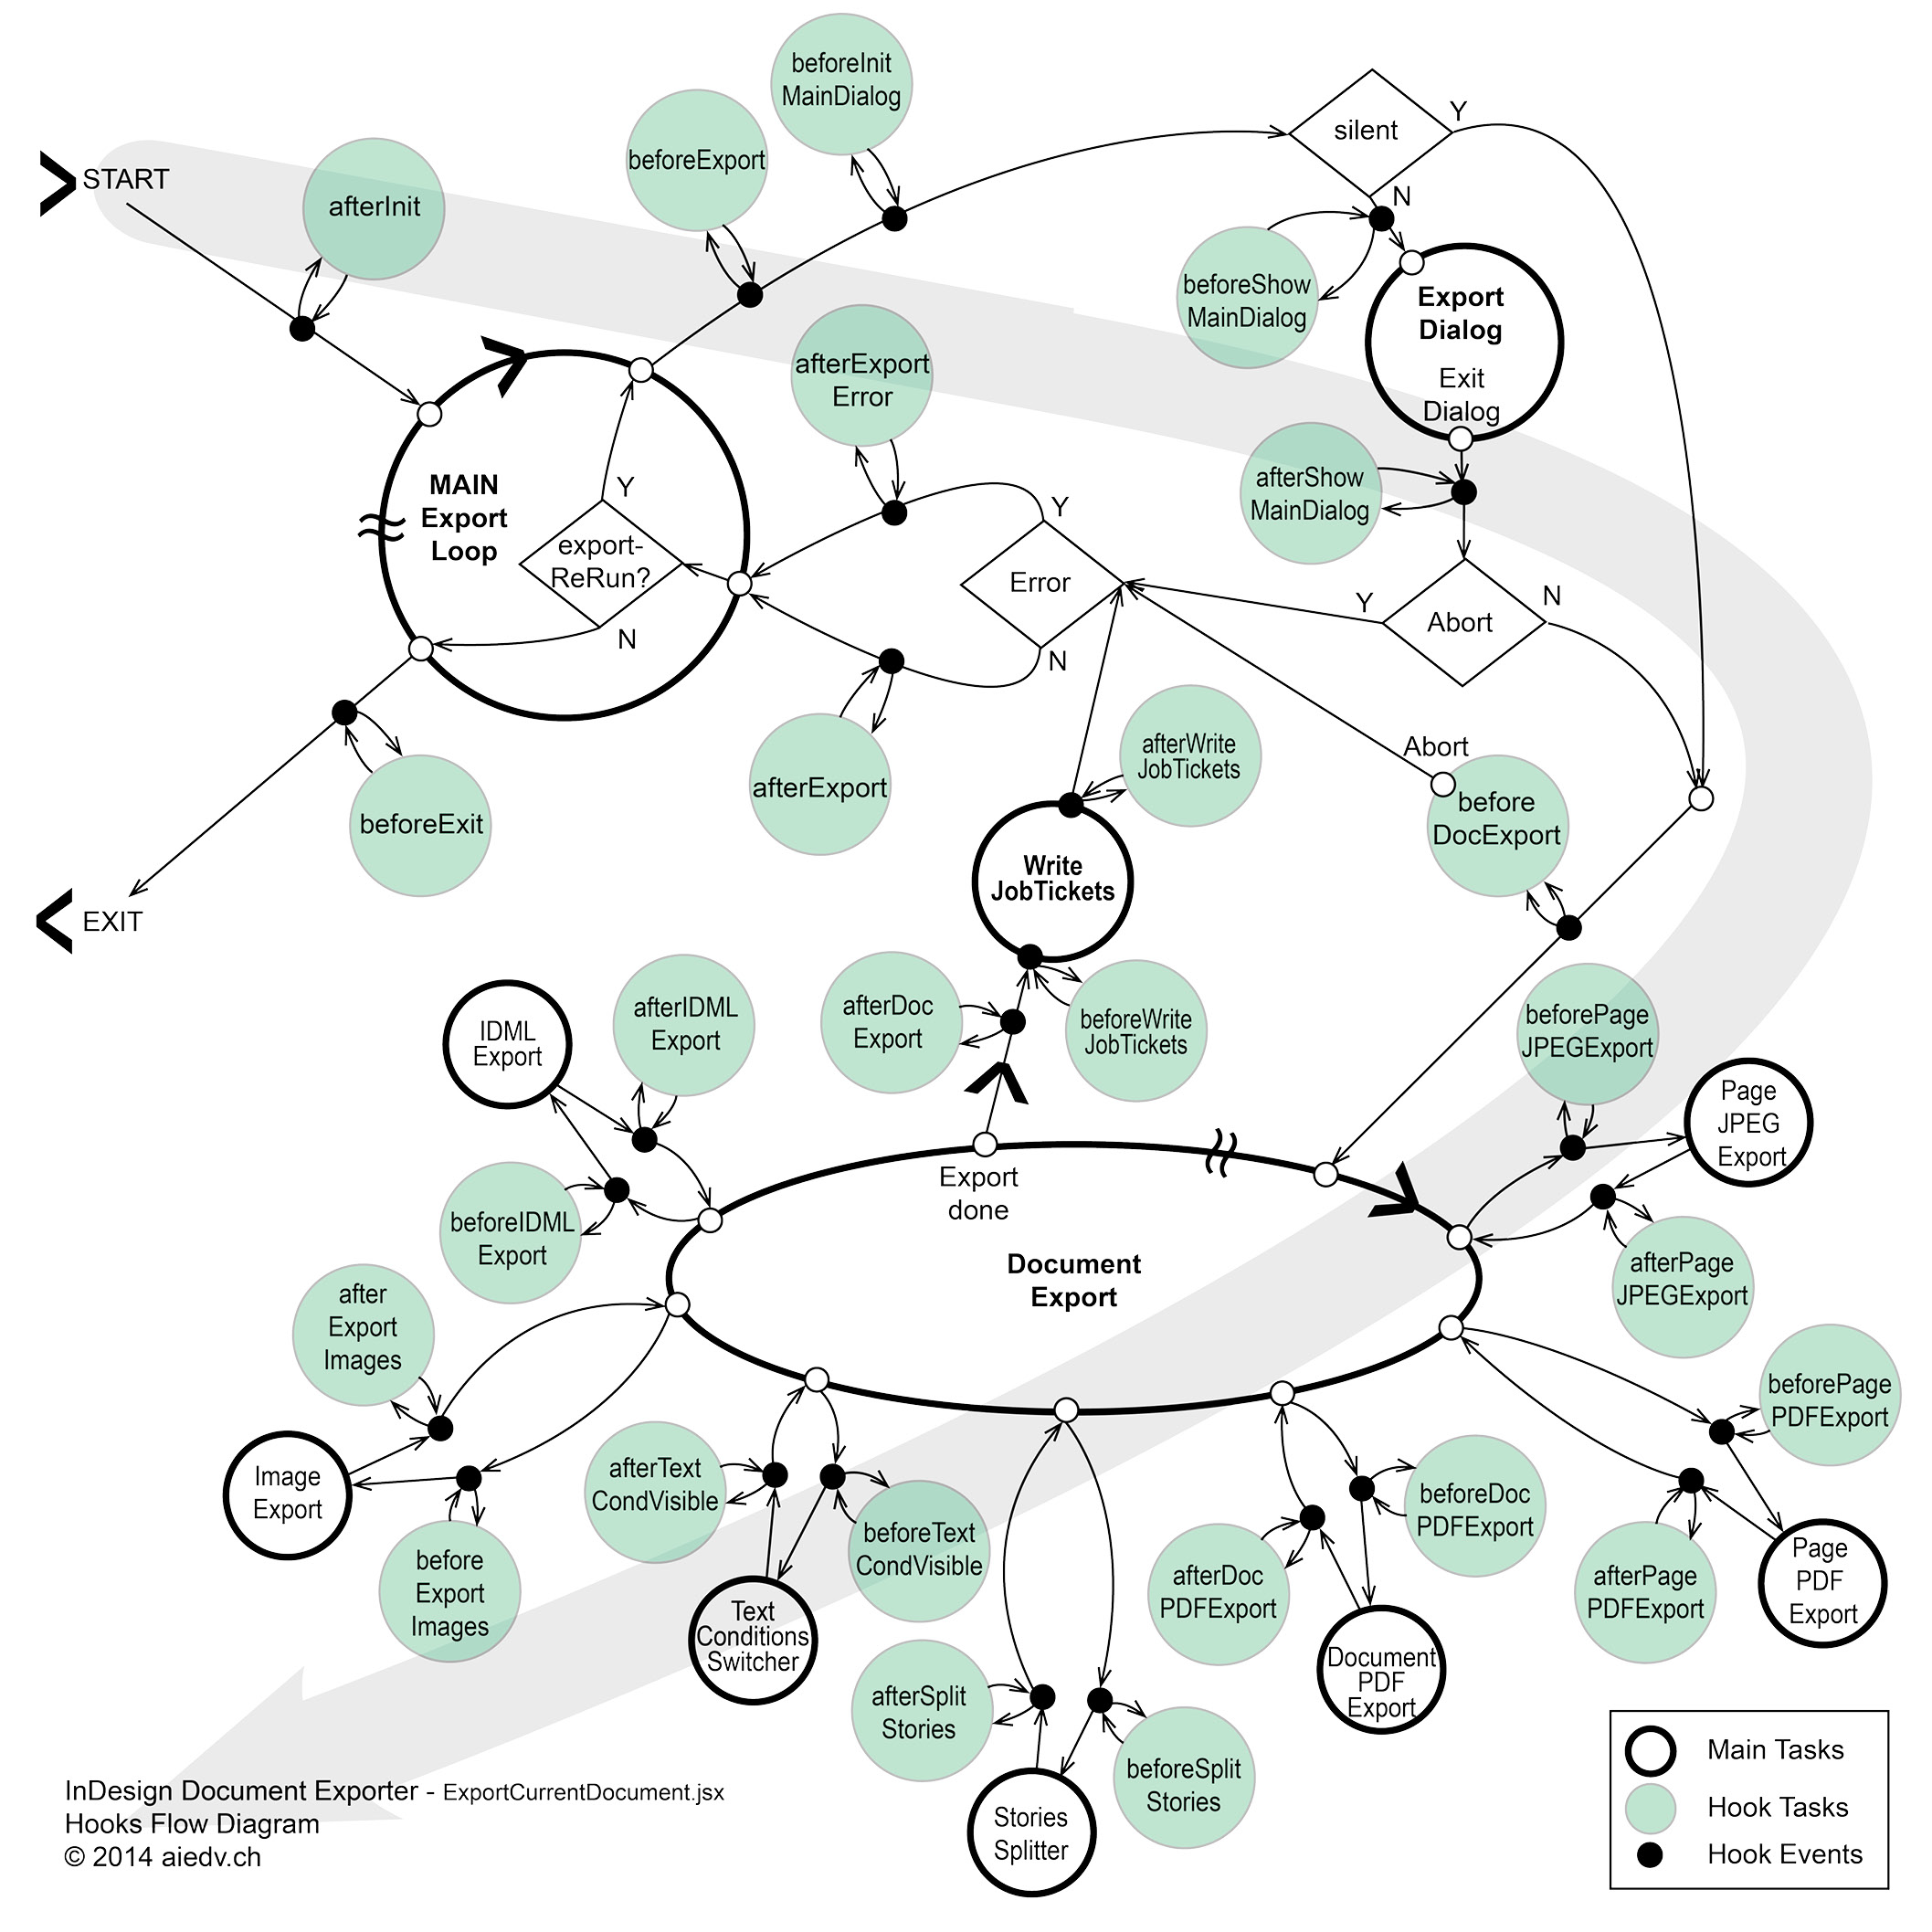 beforeInit
MainDialog
beforeExport
silent
Y
N
START
afterInit
beforeShow
MainDialog
Export
Dialog
Exit
Dialog
afterExport
Error
MAIN
Export
Loop
Y
export-
ReRun?
N
afterShow
MainDialog
Y
Error
N
Y
Abort
N
afterWrite
JobTickets
Abort
before
DocExport
afterExport
beforeExit
Write
JobTickets
EXIT
IDML
Export
afterIDML
Export
afterDoc
Export
beforeWrite
JobTickets
beforePage
JPEGExport
Page
JPEG
Export
Export
done
beforeIDML
Export
Document
Export
afterPage
JPEGExport
after
Export
Images
beforePage
PDFExport
Image
Export
afterText
CondVisible
beforeText
CondVisible
beforeDoc
PDFExport
before
Export
Images
afterDoc
PDFExport
afterPage
PDFExport
Page
PDF
Export
Text
Conditions
Switcher
Document
PDF
Export
afterSplit
Stories
beforeSplit
Stories
Stories
Splitter
Main Tasks
Hook Tasks
Hook Events
InDesign Document Exporter - ExportCurrentDocument.jsx
Hooks Flow Diagram
© 2014 aiedv.ch